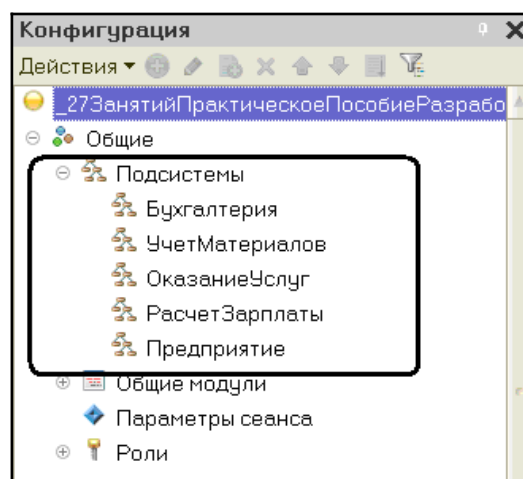 Конфигурация
Действия
_27ЗанятийПрактическоеПособиеРазрабо
Общие
Подсистемы
Бухгалтерия
УчетМатериалов
ОказаниеУслуг
РасчетЗарплаты
Предприятие
Общие модули
Параметры сеанса
Роли